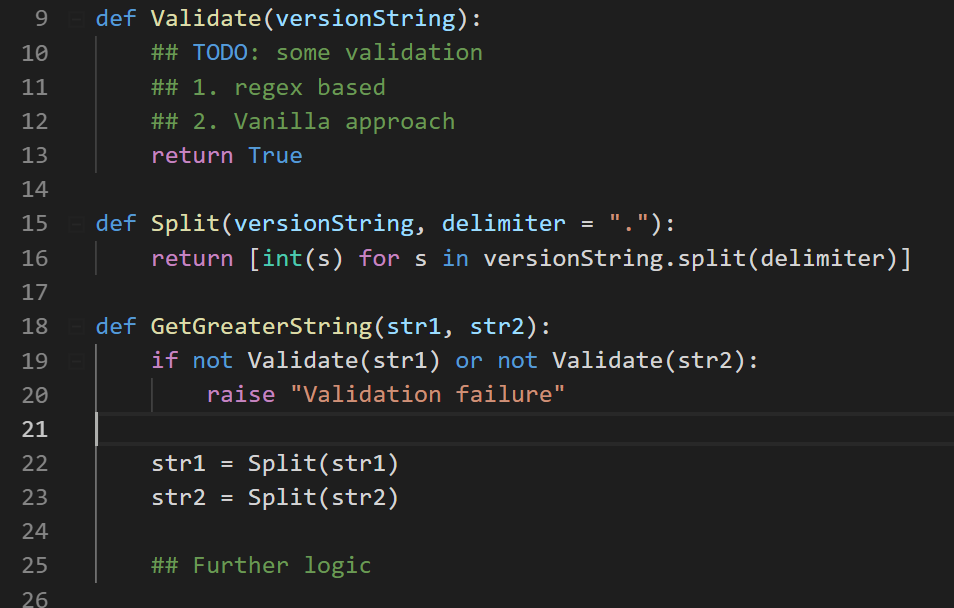 9 def Validate(versionString):
10 ## TODO: some validation
11 ## 1. regex based
12 ## 2. Vanilla approach
13 return True
14
15 def Split(versionString, delimiter = "."):
16 return [int(s) for s in versionString.split(delimiter)]
17
18 def GetGreaterString(str1, str2):
19 if not Validate(str1) or not Validate(str2):
20 raise "Validation failure"
21
22 str1 = Split(str1)
23 str2 = Split(str2)
24
25 ## Further logic
26